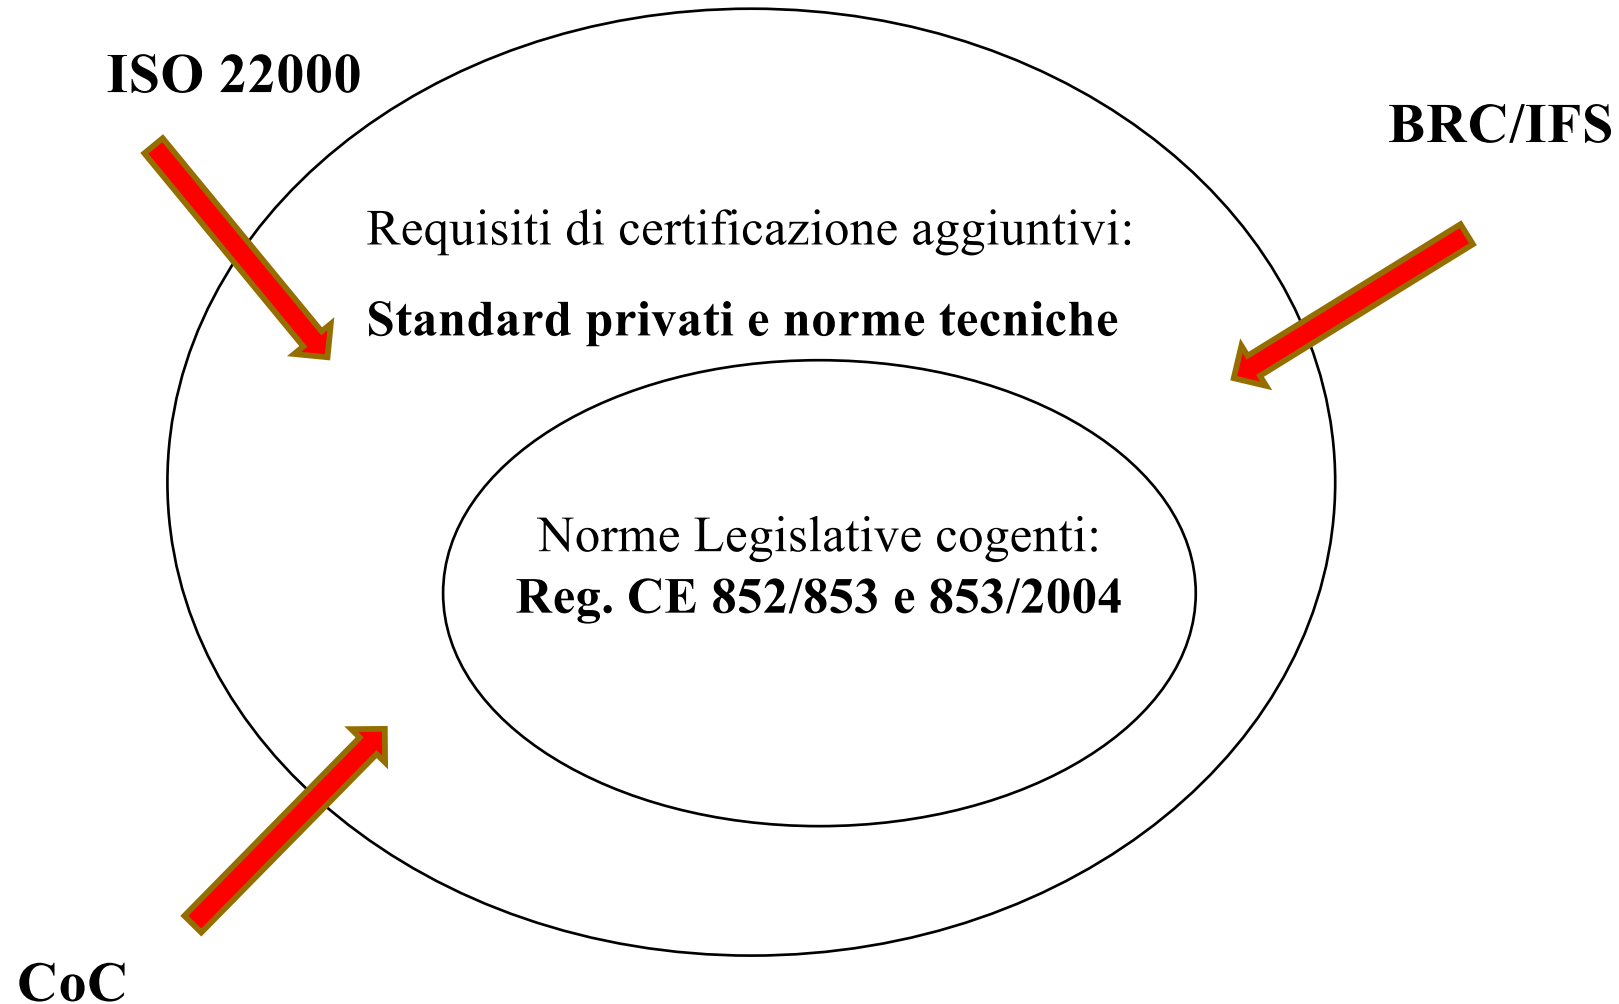 ISO 22000
BRC/IFS
Requisiti di certificazione aggiuntivi:
Standard privati e norme tecniche
Norme Legislative cogenti:
Reg. CE 852/853 e 853/2004
CoC